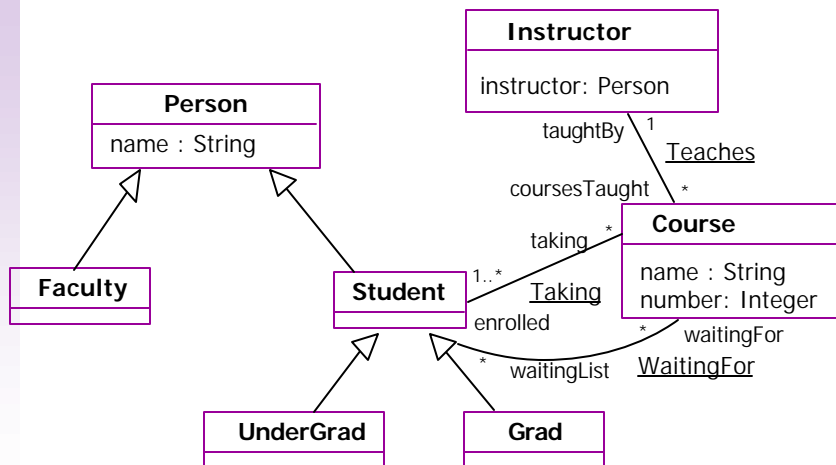 Instructor
instructor: Person
Person
name : String
taughtBy
1
Teaches
coursesTaught
*
Course
name : String
number: Integer
taking
*
Faculty
Student
1..*
Taking
enrolled
*
waitingFor
*
waitingList
WaitingFor
UnderGrad
Grad